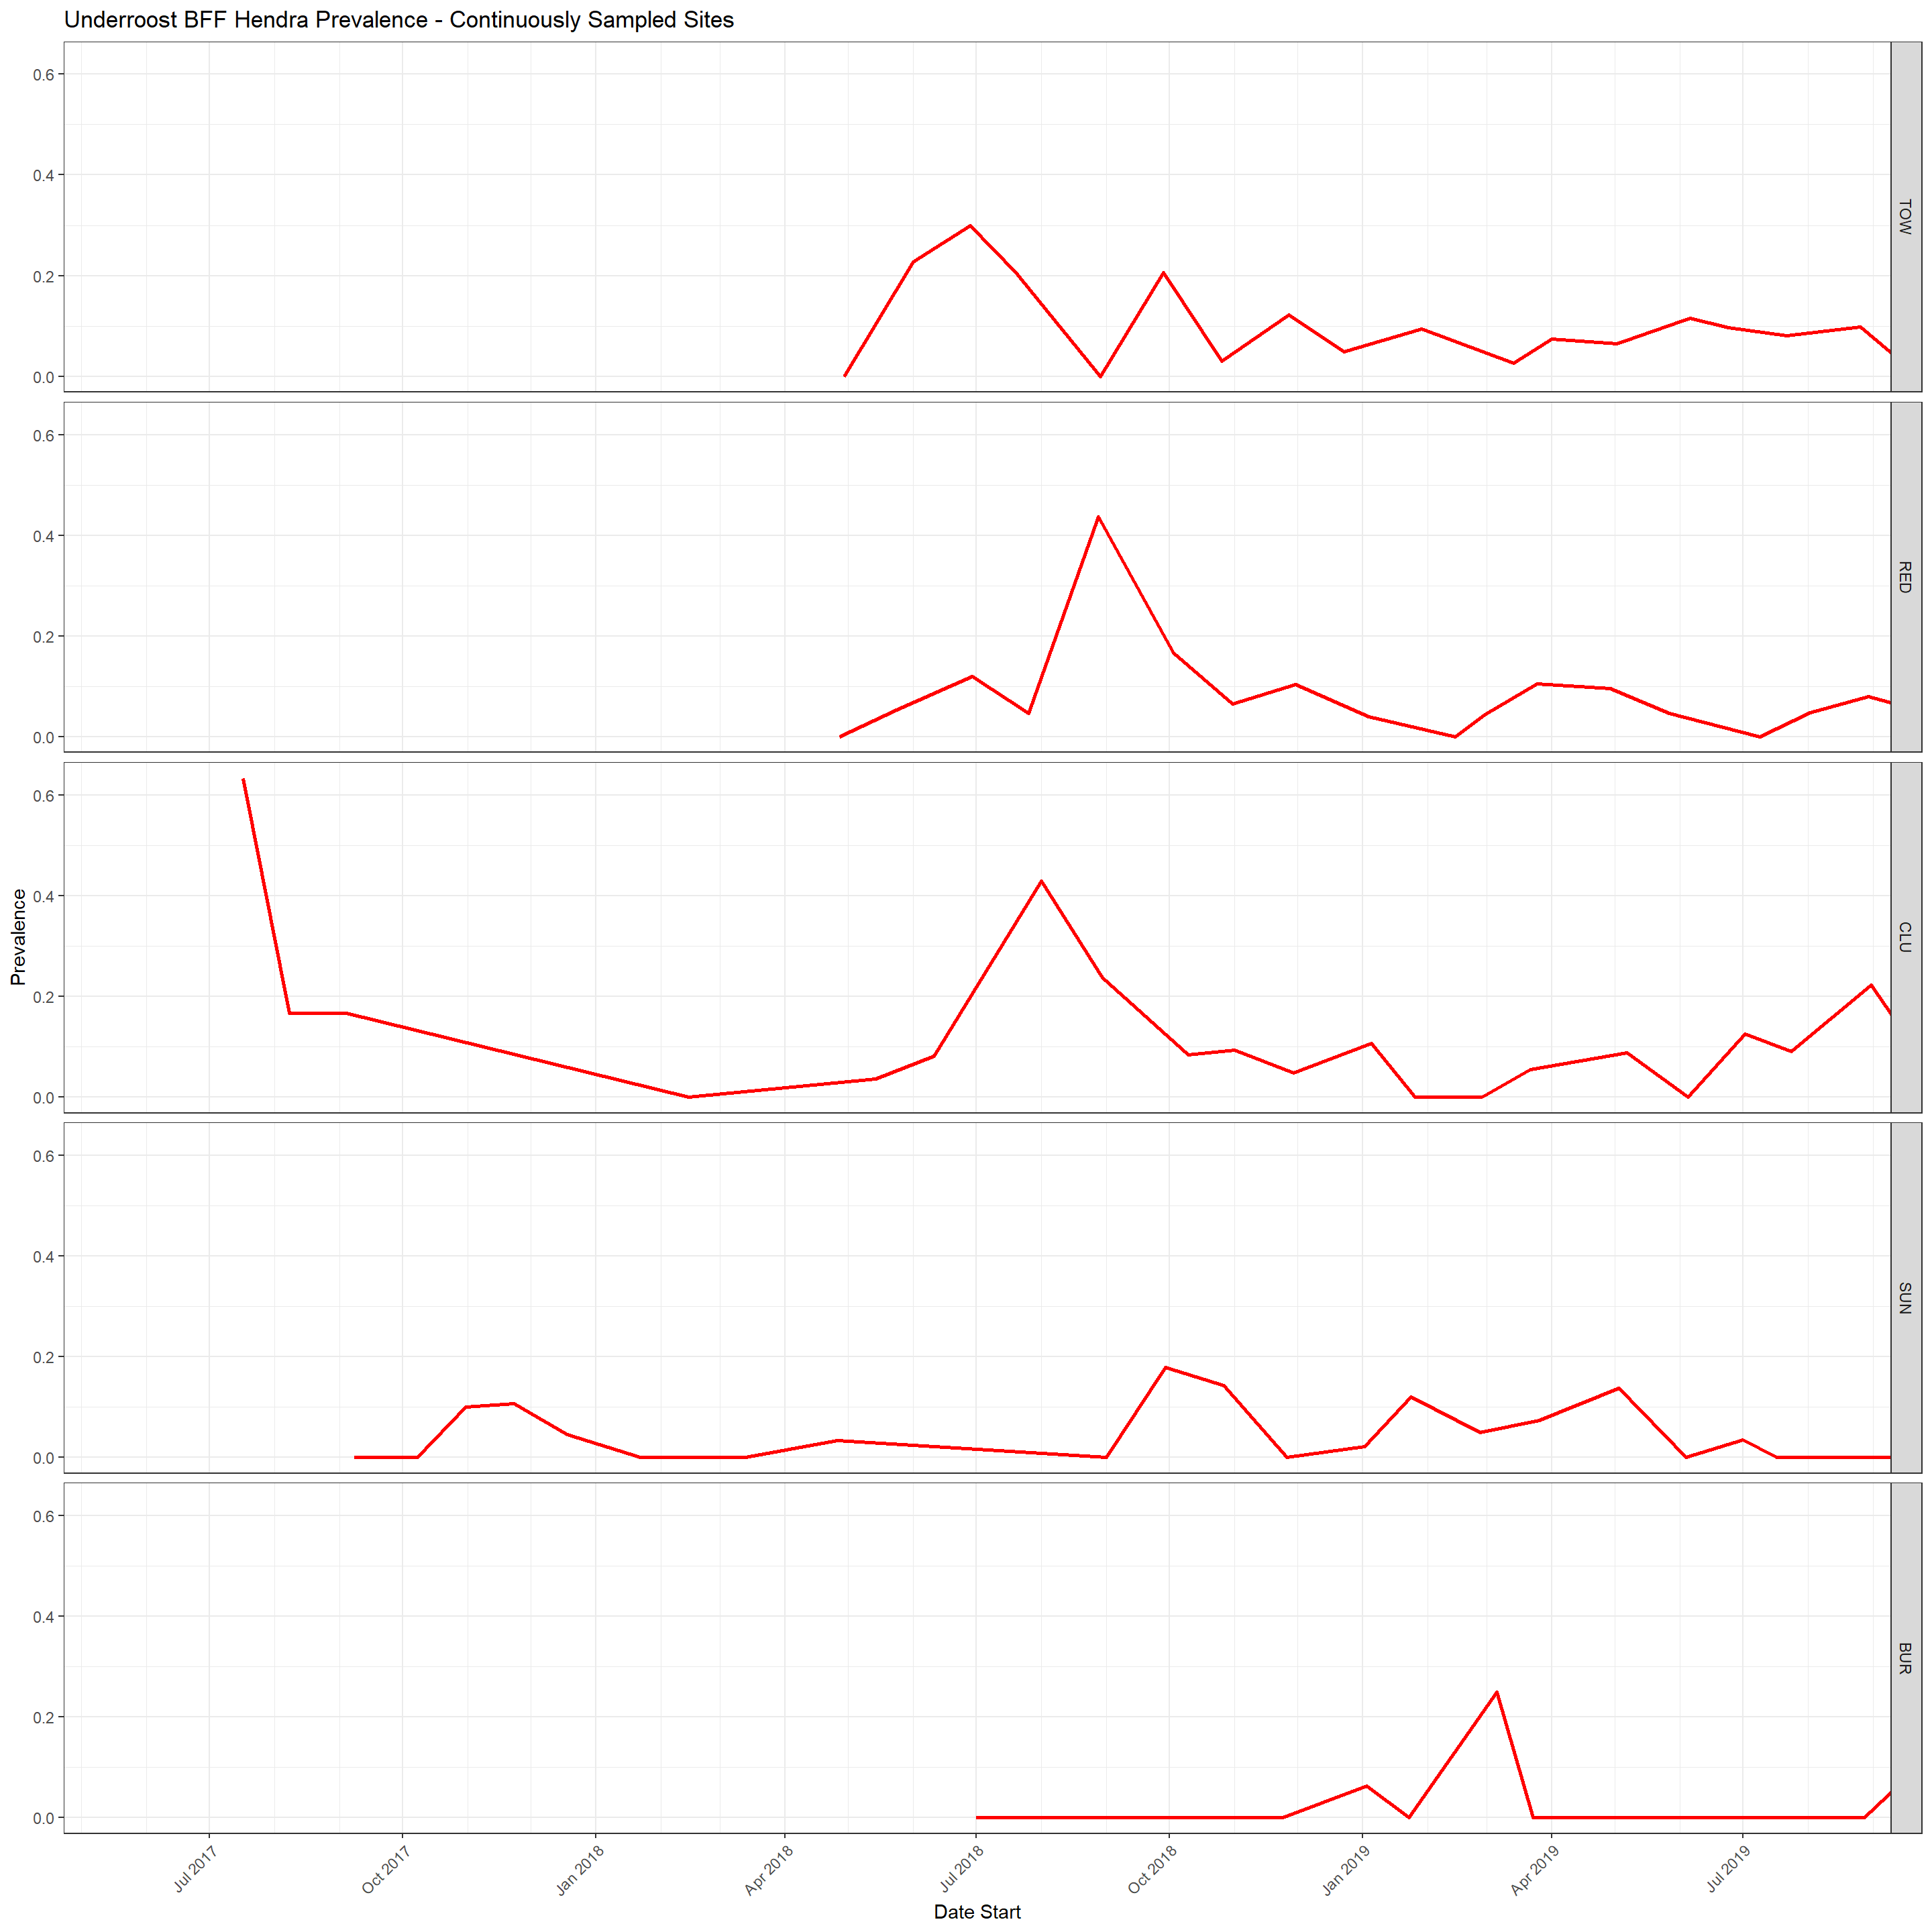 Underroost BFF Hendra Prevalence - Continuously Sampled Sites
Prevalence
0.6
0.4
0.2
0.0
TOW
0.6
0.4
0.2
0.0
RED
0.6
0.4
0.2
0.0
CLU
0.6
0.4
0.2
0.0
SUN
0.6
0.4
0.2
0.0
BUR
Jul 2017
Oct 2017
Jan 2018
Apr 2018
Jul 2018
Oct 2018
Jan 2019
Apr 2019
Jul 2019
Date Start